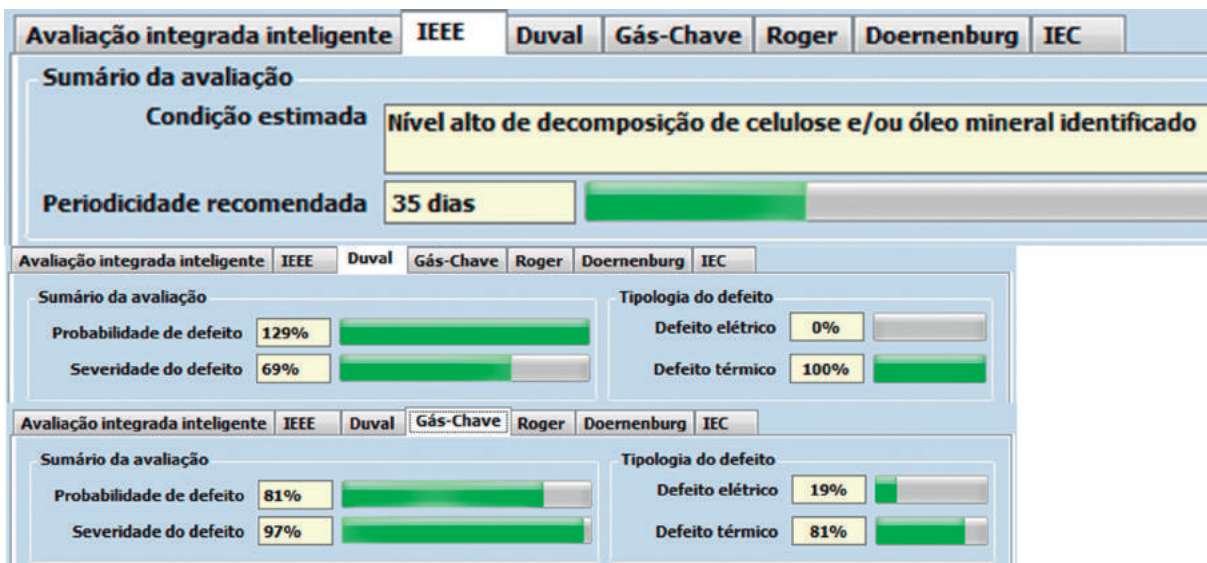 Avaliação integrada inteligente IEEE Duval Gás-Chave Roger Doernenburg IEC
Sumário da avaliação
Condição estimada Nível alto de decomposição de celulose e/ou óleo mineral identificado
Periodicidade recomendada 35 dias
Avaliação integrada inteligente IEEE Duval Gás-Chave Roger Doernenburg IEC
Sumário da avaliação Tipologia do defeito
Probabilidade de defeito 129% Defeito elétrico 0%
Severidade do defeito 69% Defeito térmico 100%
Avaliação integrada inteligente IEEE Duval Gás-Chave Roger Doernenburg IEC
Sumário da avaliação Tipologia do defeito
Probabilidade de defeito 81% Defeito elétrico 19%
Severidade do defeito 97% Defeito térmico 81%